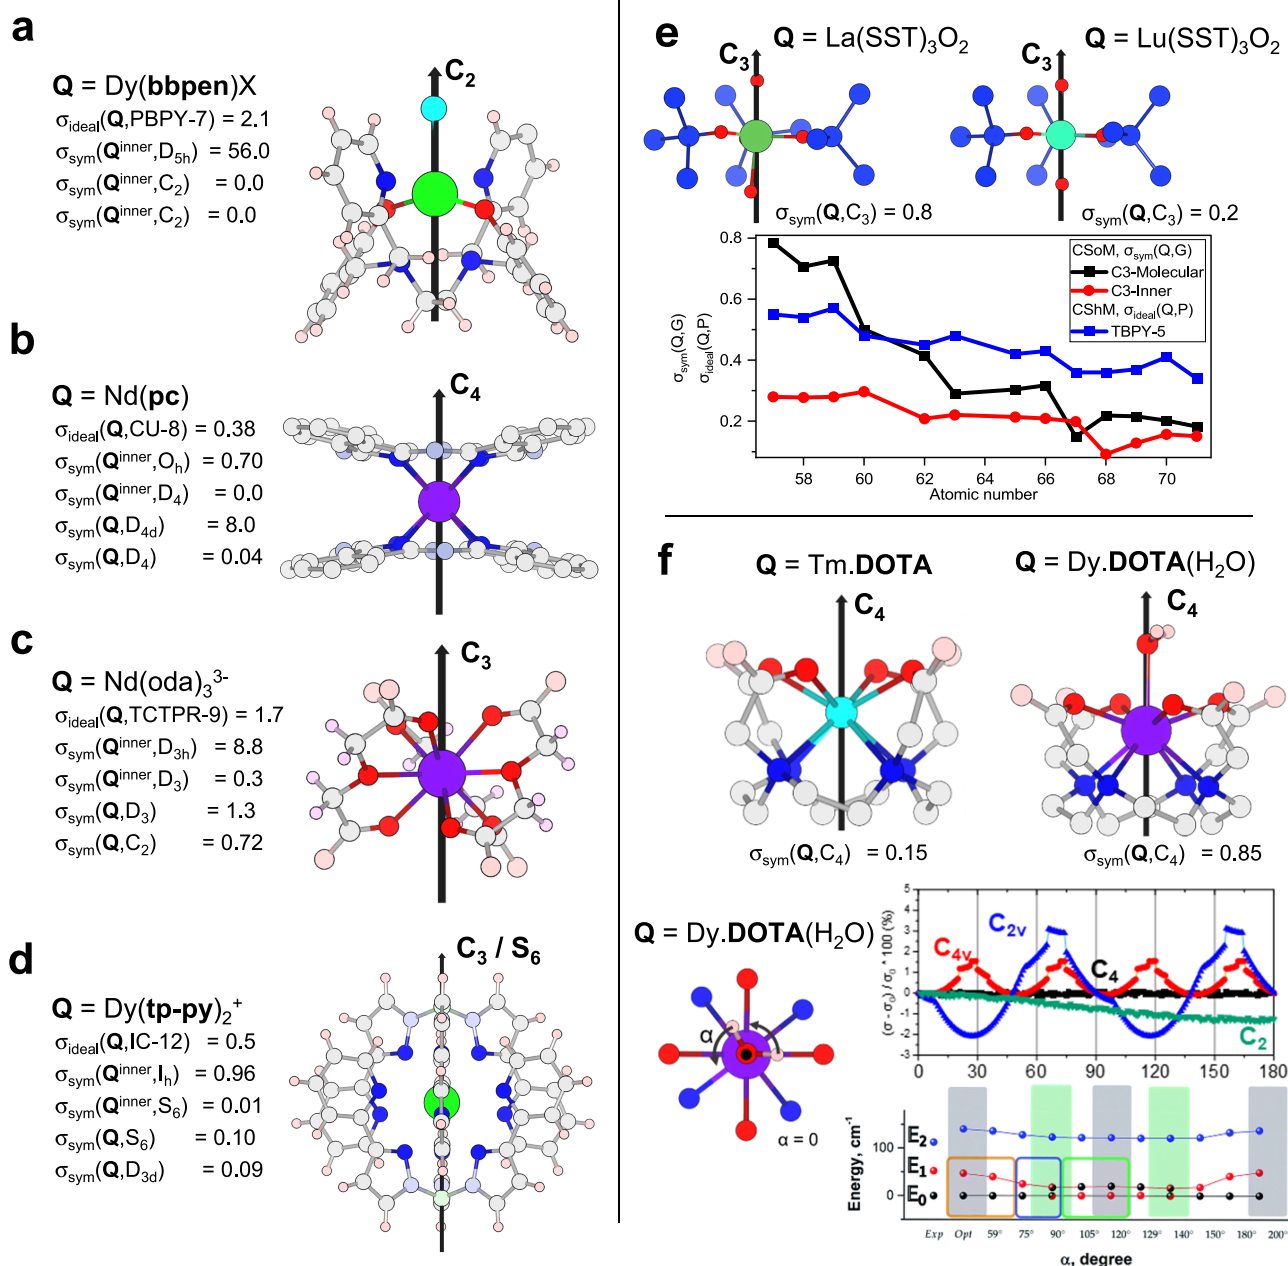 a
Q = Dy(bbpen)X
σideal(Q,PBPY-7) = 2.1
σsym(Qinner,D5h) = 56.0
σsym(Qinner,C2) = 0.0
σsym(Qinner,C2) = 0.0
C2
b
Q = Nd(pc)
σideal(Q,CU-8) = 0.38
σsym(Qinner,Oh) = 0.70
σsym(Qinner,D4) = 0.0
σsym(Q,D4d) = 8.0
σsym(Q,D4) = 0.04
C4
c
Q = Nd(oda)3 3-
σideal(Q,TCTPR-9) = 1.7
σsym(Qinner,D3h) = 8.8
σsym(Qinner,D3) = 0.3
σsym(Q,D3) = 1.3
σsym(Q,C2) = 0.72
C3
d
Q = Dy(tp-py)2+
σideal(Q,IC-12) = 0.5
σsym(Qinner,Ih) = 0.96
σsym(Qinner,S6) = 0.01
σsym(Q,S6) = 0.10
σsym(Q,D3d) = 0.09
C3 / S6
e
Q = La(SST)3O2
Q = Lu(SST)3O2
C3
C3
σsym(Q,C3) = 0.8
σsym(Q,C3) = 0.2
0.8
0.6
0.4
0.2
σsym(Q,G)
σideal(Q,P)
CSoM, σsym(Q,G)
C3-Molecular
C3-Inner
CShM, σideal(Q,P)
TBPY-5
58 60 62 64 66 68 70
Atomic number
f
Q = Tm.DOTA
Q = Dy.DOTA(H2O)
C4
C4
σsym(Q,C4) = 0.15
σsym(Q,C4) = 0.85
Q = Dy.DOTA(H2O)
α
α = 0
(σ - σ0) / σ0 * 100 (%)
5
4
3
2
1
0
-1
-2
-3
C2v
C4v
C4
C2
0 30 60 90 120 150 180
Energy, cm-1
100
0
E2
E1
E0
Exp Opt 59° 75° 90° 105° 120° 130° 140° 150° 180° 200°
α, degree